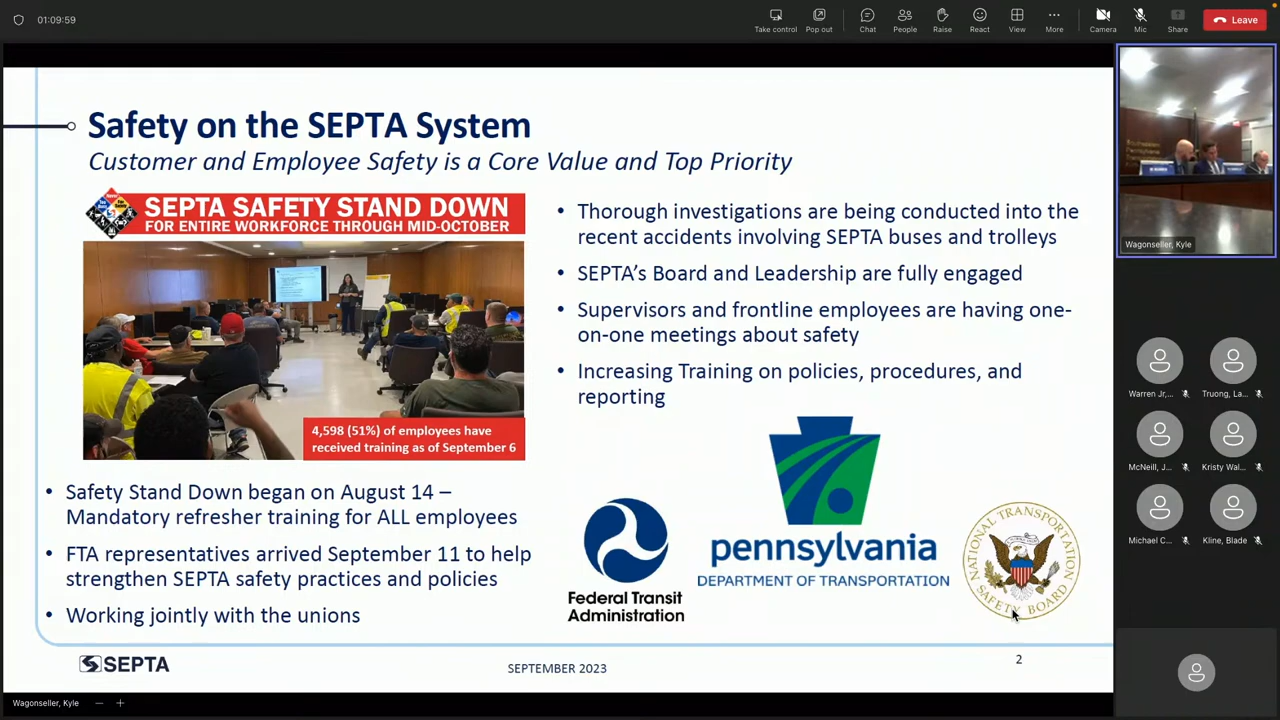 01:09:59
Take control
Pop out
Chat
People
Raise
React
View
More
Camera
Mic
Share
Leave
Safety on the SEPTA System
Customer and Employee Safety is a Core Value and Top Priority
SEPTA SAFETY STAND DOWN
FOR ENTIRE WORKFORCE THROUGH MID-OCTOBER
4,598 (51%) of employees have
received training as of September 6
• Safety Stand Down began on August 14 –
Mandatory refresher training for ALL employees
• FTA representatives arrived September 11 to help
strengthen SEPTA safety practices and policies
• Working jointly with the unions
• Thorough investigations are being conducted into the
recent accidents involving SEPTA buses and trolleys
• SEPTA's Board and Leadership are fully engaged
• Supervisors and frontline employees are having one-
on-one meetings about safety
• Increasing Training on policies, procedures, and
reporting
Federal Transit
Administration
pennsylvania
DEPARTMENT OF TRANSPORTATION
NATIONAL TRANSPORTATION
SAFETY BOARD
SEPTA
SEPTEMBER 2023
2
Wagonseller, Kyle
Wagonseller, Kyle
Warren Jr,...
Truong, La...
McNeill, J...
Kristy Wal...
Michael C...
Kline, Blade